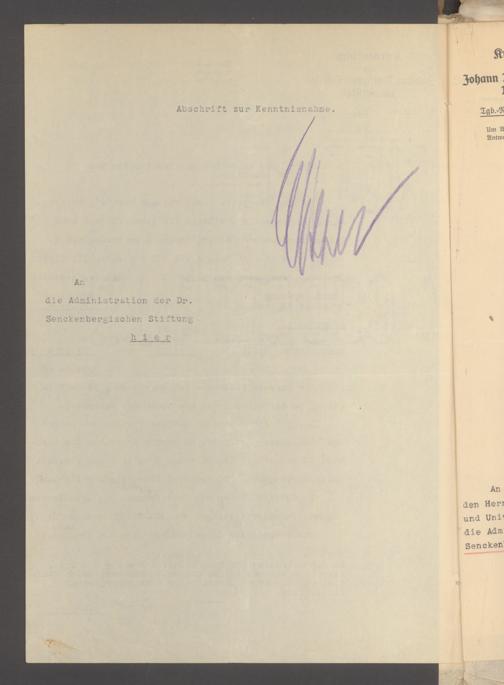 Abschrift zur Kenntnisnahme.
An
die Administration der Dr.
Senckenbergischen Stiftung
hier
Johann
Tgb.-
Um
An
den Herr
und Uni
die Adm
Sencken